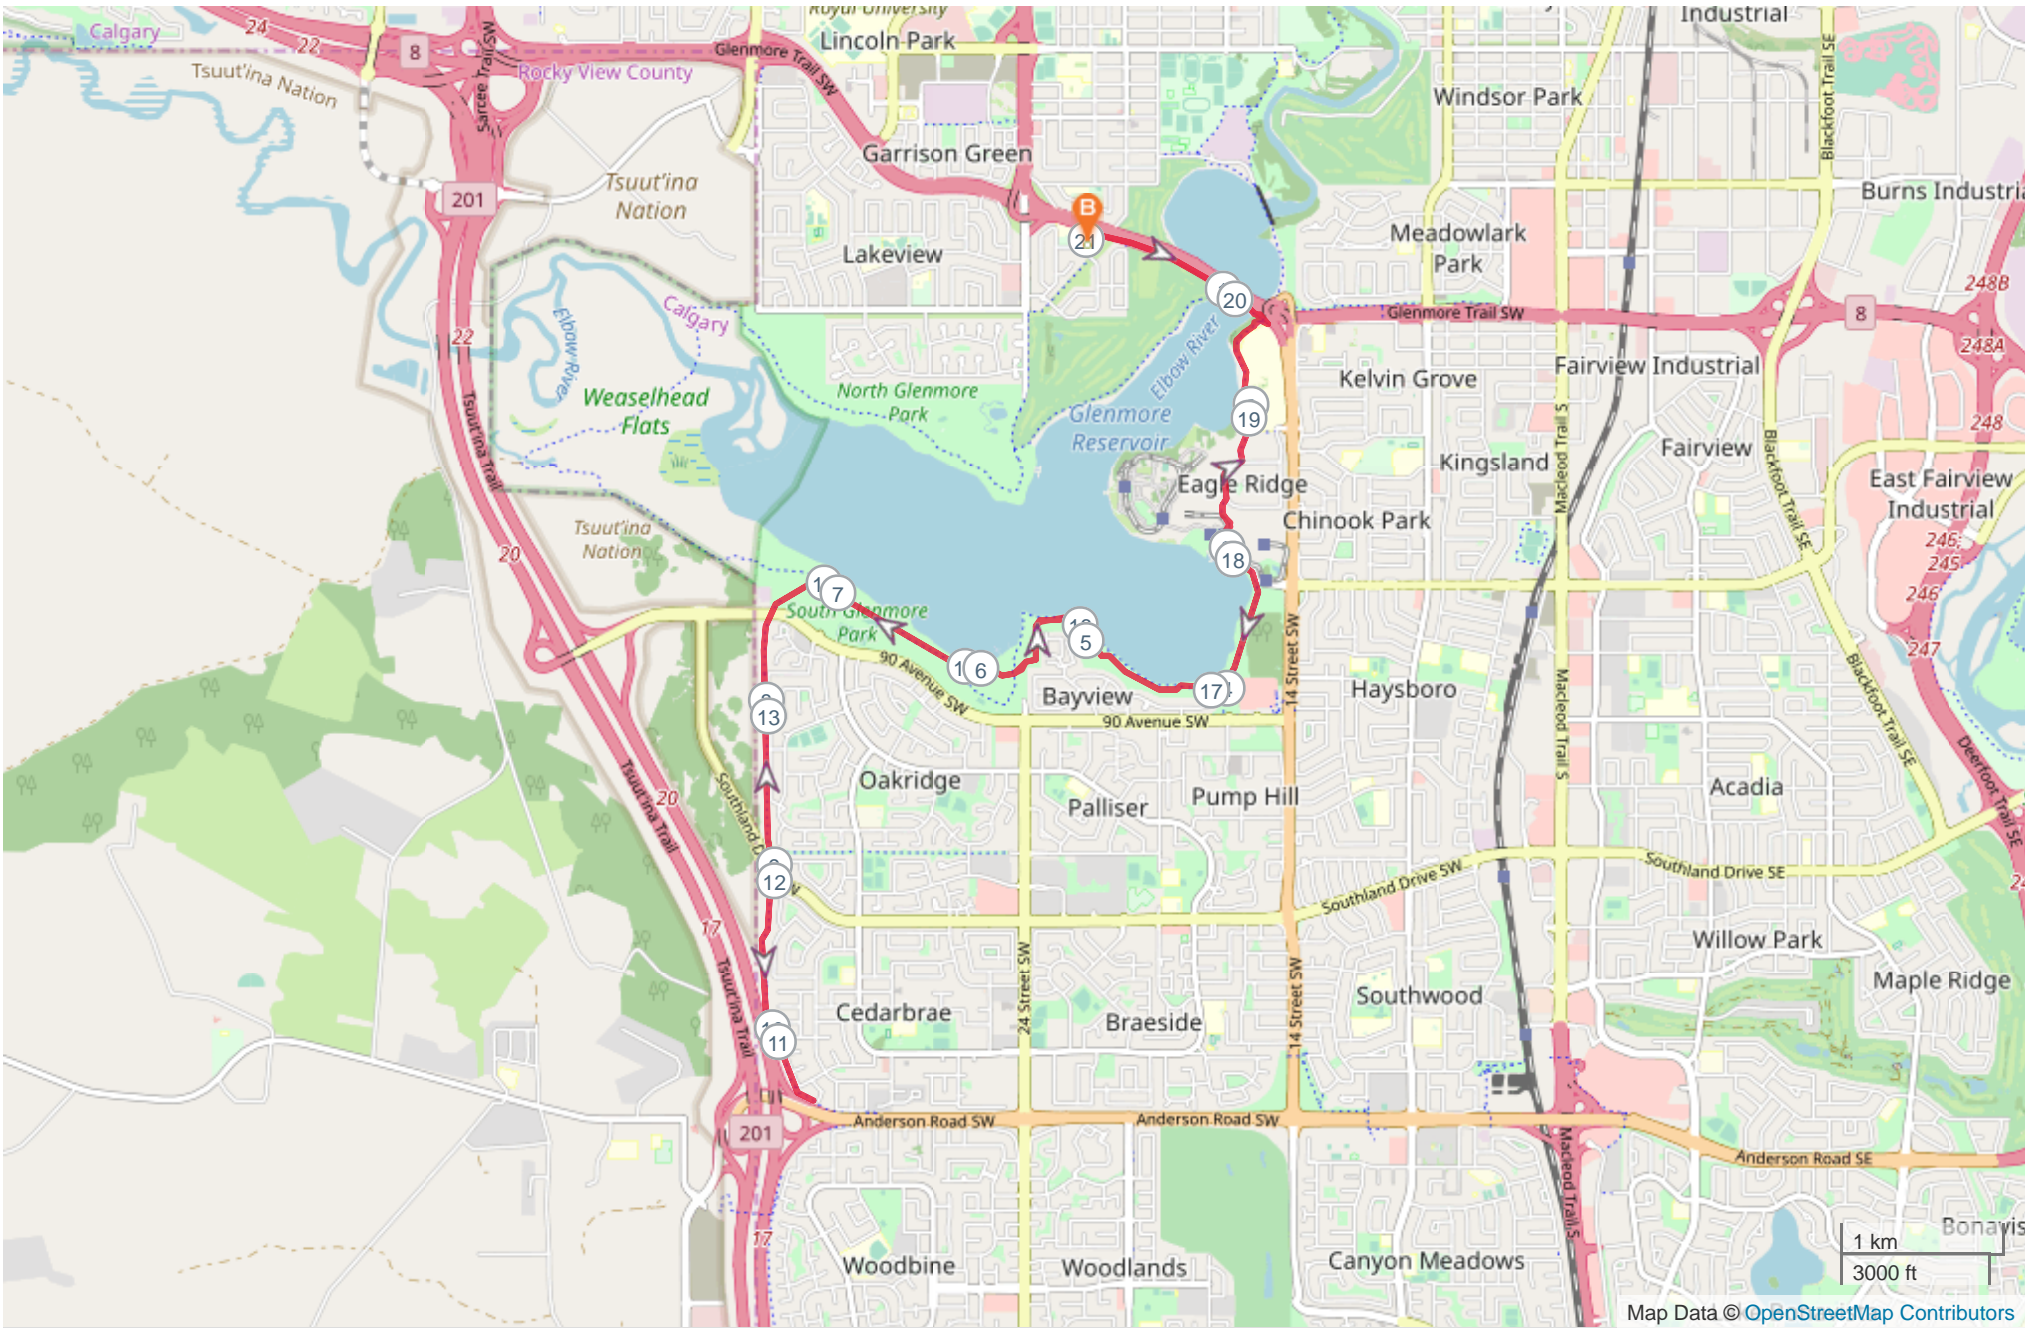 Calgary
24
22
8
Sarcee Trail SW
Rocky View County
Tsuut'ina Nation
Glenmore Trail SW
Royal University
Lincoln Park
Industrial
Windsor Park
Blackfoot Trail SE
Garrison Green
201
Tsuut'ina
Nation
Burns Industria
B
21
Lakeview
Meadowlark
Park
248B
20
Calgary
Elbow River
22
Glenmore Trail SW
8
248A
Elbow River
Fairview Industrial
Weaselhead
Flats
North Glenmore
Park
Kelvin Grove
Glenmore
Reservoir
19
Tsuut'ina Trail
Macleod Trail S
248
Fairview
Blackfoot Trail SE
Kingsland
East Fairview
Industrial
Eagle Ridge
Chinook Park
Tsuut'ina
Nation
20
18
246;
245
246
7
South Glenmore
Park
5
14 Street SW
247
90 Avenue SW
6
17
Bayview
Haysboro
Macleod Trail S
Blackfoot Trail SE
13
90 Avenue SW
Deerfoot Trail SE
Oakridge
Palliser
Pump Hill
Acadia
20
Tsuut'ina Trail
12
Southland Drive SW
Southland Drive SE
17
Willow Park
Tsuut'ina Trail
24 Street SW
14 Street SW
Southwood
Maple Ridge
Cedarbrae
Braeside
11
Anderson Road SW
Anderson Road SW
201
Macleod Trail S
Anderson Road SE
17
Bonavis
Woodbine
Woodlands
Canyon Meadows
1 km
3000 ft
Map Data © OpenStreetMap Contributors